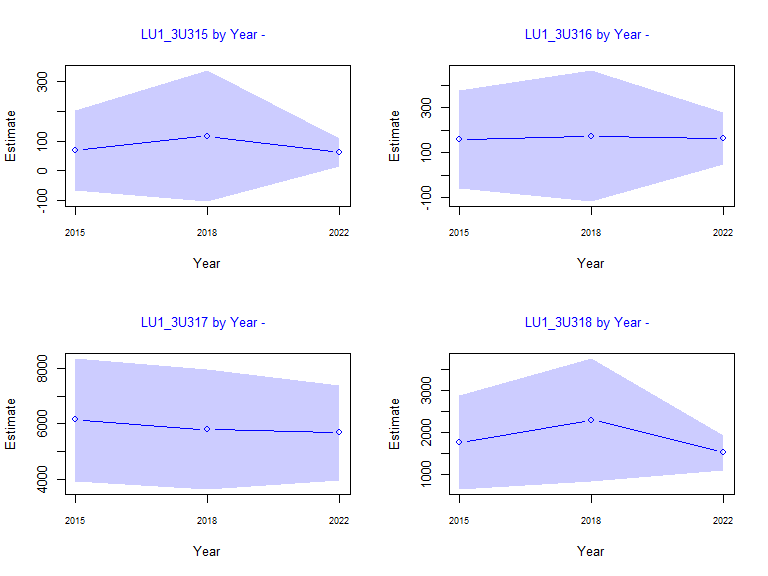 LU1_3U315 by Year -
Estimate
300
100
0
-100
2015
2018
2022
Year
LU1_3U316 by Year -
Estimate
300
100
-100
2015
2018
2022
Year
LU1_3U317 by Year -
Estimate
8000
6000
4000
2015
2018
2022
Year
LU1_3U318 by Year -
Estimate
3000
2000
1000
2015
2018
2022
Year